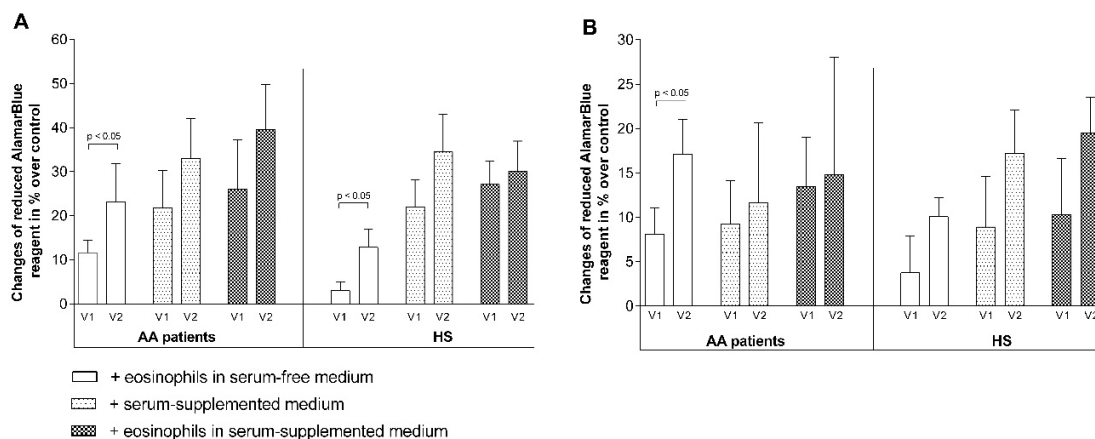 A
Changes of reduced AlamarBlue
reagent in % over control
60
50
40
30
20
10
0
p < 0.05
p < 0.05
V1 V2 V1 V2 V1 V2 V1 V2 V1 V2 V1 V2
AA patients HS
B
Changes of reduced AlamarBlue
reagent in % over control
30
25
20
15
10
5
0
p < 0.05
V1 V2 V1 V2 V1 V2 V1 V2 V1 V2 V1 V2
AA patients HS
+ eosinophils in serum-free medium
+ serum-supplemented medium
+ eosinophils in serum-supplemented medium